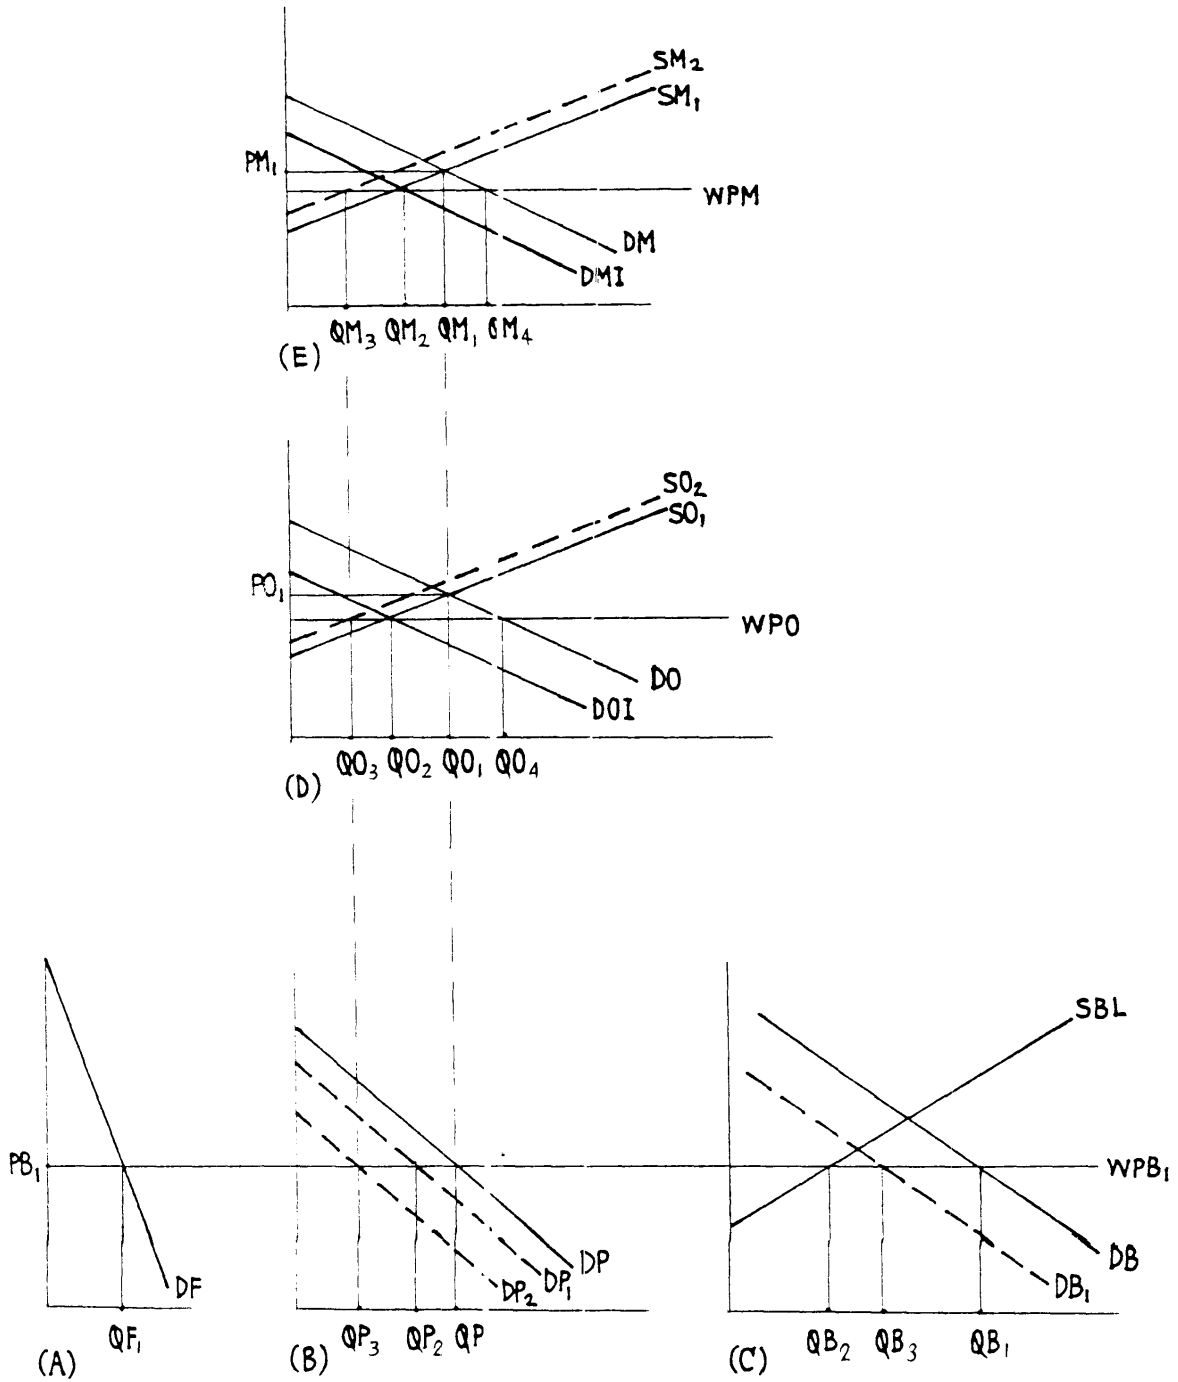 SM₂
SM₁
PM₁
WPM
DM
DMI
QM₃ QM₂ QM₁ QM₄
(E)
SO₂
SO₁
PO₁
WPO
DO
DOI
QO₃ QO₂ QO₁ QO₄
(D)
SBL
PB₁
WPB₁
DF
DP
DP₁
DP₂
DB
DB₁
QF₁
QP₃ QP₂ QP
QB₂ QB₃ QB₁
(A)
(B)
(C)